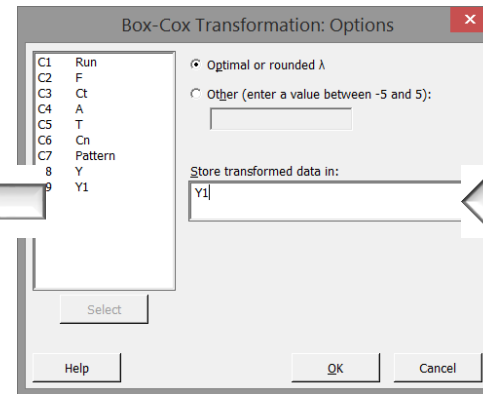 Box-Cox Transformation: Options
C1 Run
C2 F
C3 Ct
C4 A
C5 T
C6 Cn
C7 Pattern
8 Y
9 Y1
Optimal or rounded λ
Other (enter a value between -5 and 5):
Store transformed data in:
Y1
Select
Help
OK
Cancel